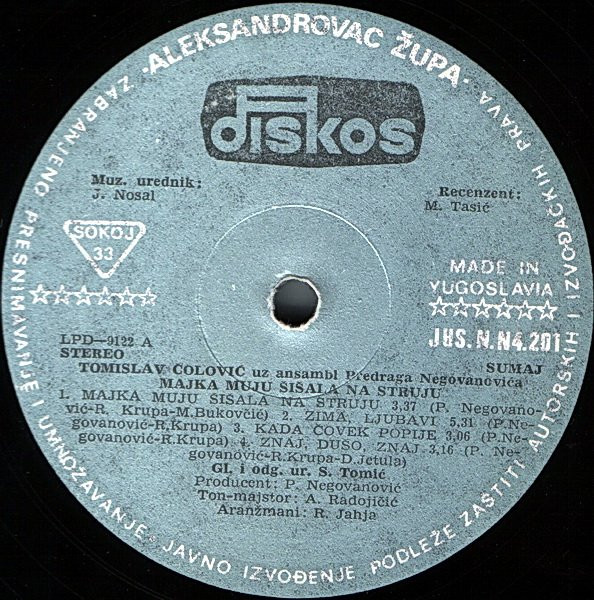 ·ALEKSANDROVAC ŽUPA·
ZABRANJENO PRESNIMAVANJE I UMNOŽAVANJE· JAVNO IZVOĐENJE PODLEŽE ZAŠTITI AUTORSKIH I IZVOĐAČKIH PRAVA
diskos
Muz. urednik:
J. Nosal
Recenzent:
M. Tasić
SOKOJ
33
MADE IN
YUGOSLAVIA
☆☆☆☆☆☆
☆☆☆☆☆☆
JUS.N.N4.201
LPD—9122 A
STEREO
SUMAJ
TOMISLAV ČOLOVIĆ uz ansambl Predraga Negovanovića
MAJKA MUJU SISALA NA STRUJU
1. MAJKA MUJU SISALA NA STRUJU 3,37 (P. Negovano-
vić-R. Krupa-M.Bukovčić) 2. ZIMA, LJUBAVI 5,31 (P.Ne-
govanović-R.Krupa) 3. KADA ČOVEK POPIJE 3,06 (P.Ne-
govanović-R.Krupa) 4. ZNAJ, DUŠO, ZNAJ 3,16 (P. Ne-
govanović-R.Krupa-D.Jetula)
Gl. i odg. ur. S. Tomić
Producent: P. Negovanović
Ton-majstor: A. Radojičić
Aranžmani: R. Jahja